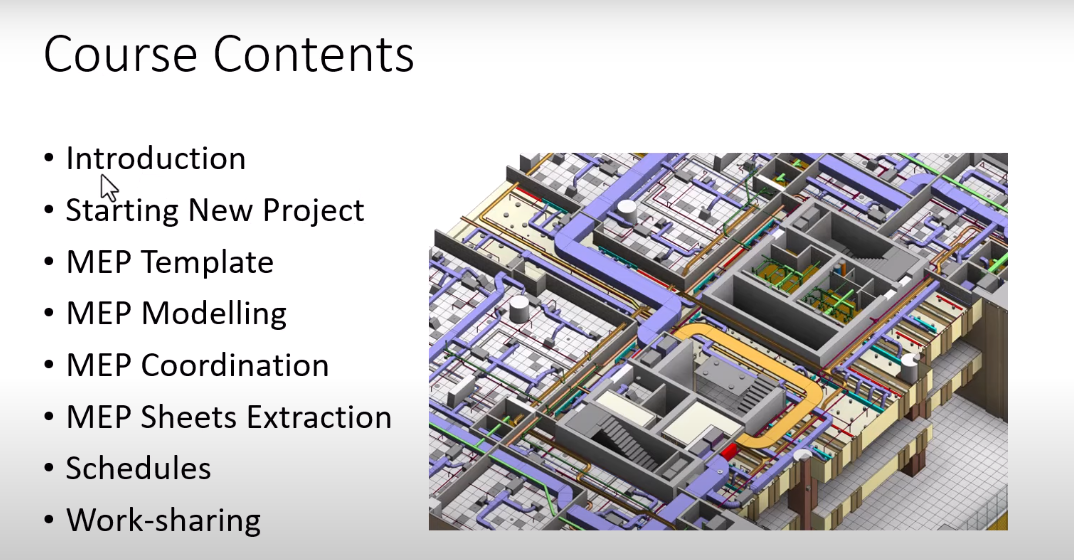 Course Contents
• Introduction
• Starting New Project
• MEP Template
• MEP Modelling
• MEP Coordination
• MEP Sheets Extraction
• Schedules
• Work-sharing